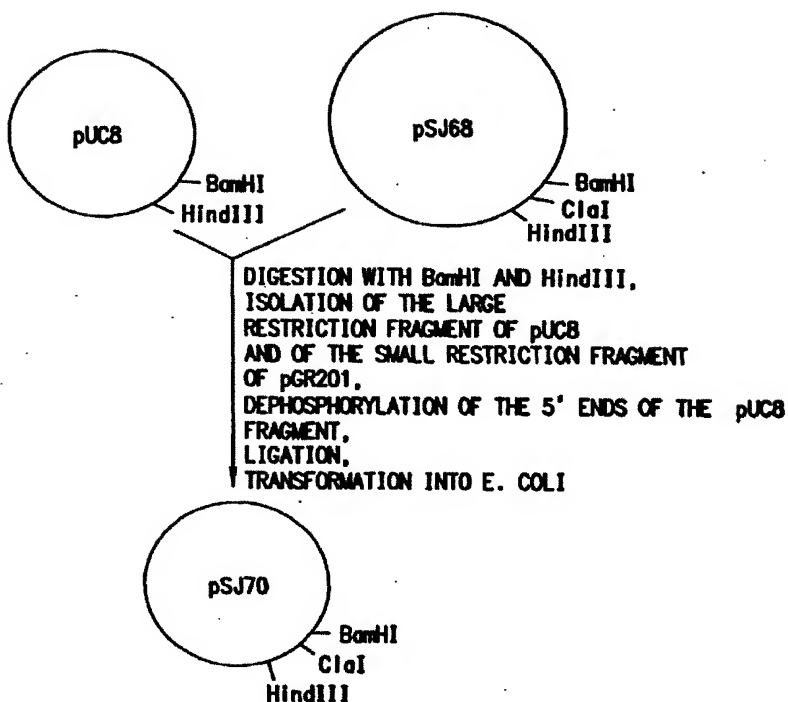 pUC8
BamHI
HindIII
pSJ68
BamHI
ClaI
HindIII
DIGESTION WITH BamHI AND HindIII,
ISOLATION OF THE LARGE
RESTRICTION FRAGMENT OF pUC8
AND OF THE SMALL RESTRICTION FRAGMENT
OF pGR201,
DEPHOSPHORYLATION OF THE 5' ENDS OF THE pUC8
FRAGMENT,
LIGATION,
TRANSFORMATION INTO E. COLI
pSJ70
BamHI
ClaI
HindIII